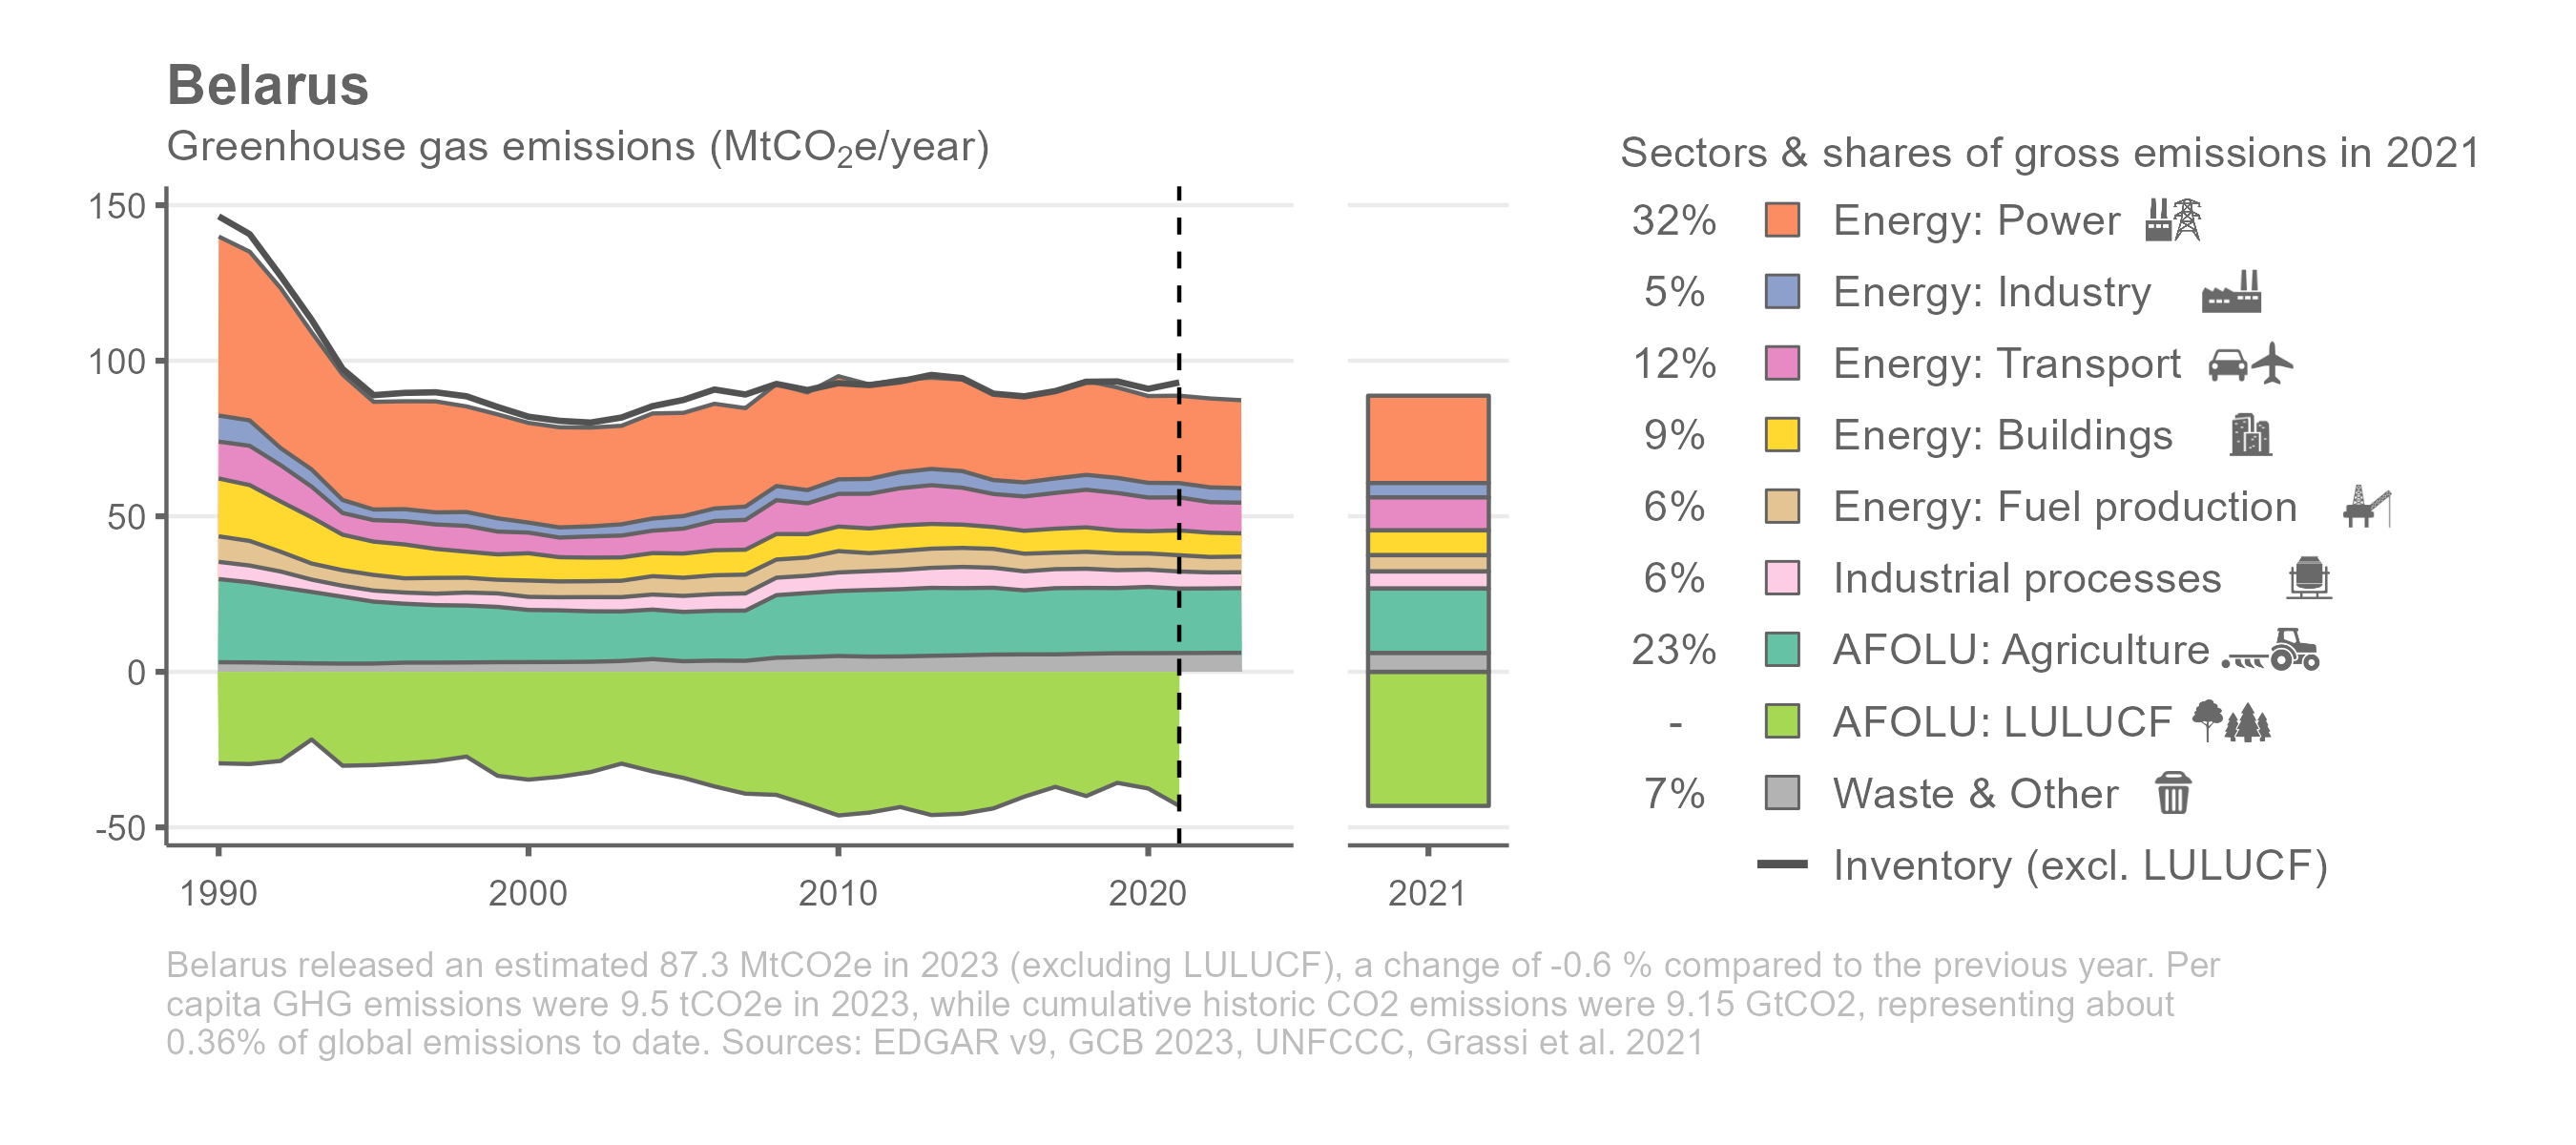 Belarus
Greenhouse gas emissions (MtCO₂e/year)
150
100
50
0
-50
1990 2000 2010 2020
2021
Sectors & shares of gross emissions in 2021
32% Energy: Power
5% Energy: Industry
12% Energy: Transport
9% Energy: Buildings
6% Energy: Fuel production
6% Industrial processes
23% AFOLU: Agriculture
- AFOLU: LULUCF
7% Waste & Other
Inventory (excl. LULUCF)
Belarus released an estimated 87.3 MtCO2e in 2023 (excluding LULUCF), a change of -0.6 % compared to the previous year. Per
capita GHG emissions were 9.5 tCO2e in 2023, while cumulative historic CO2 emissions were 9.15 GtCO2, representing about
0.36% of global emissions to date. Sources: EDGAR v9, GCB 2023, UNFCCC, Grassi et al. 2021